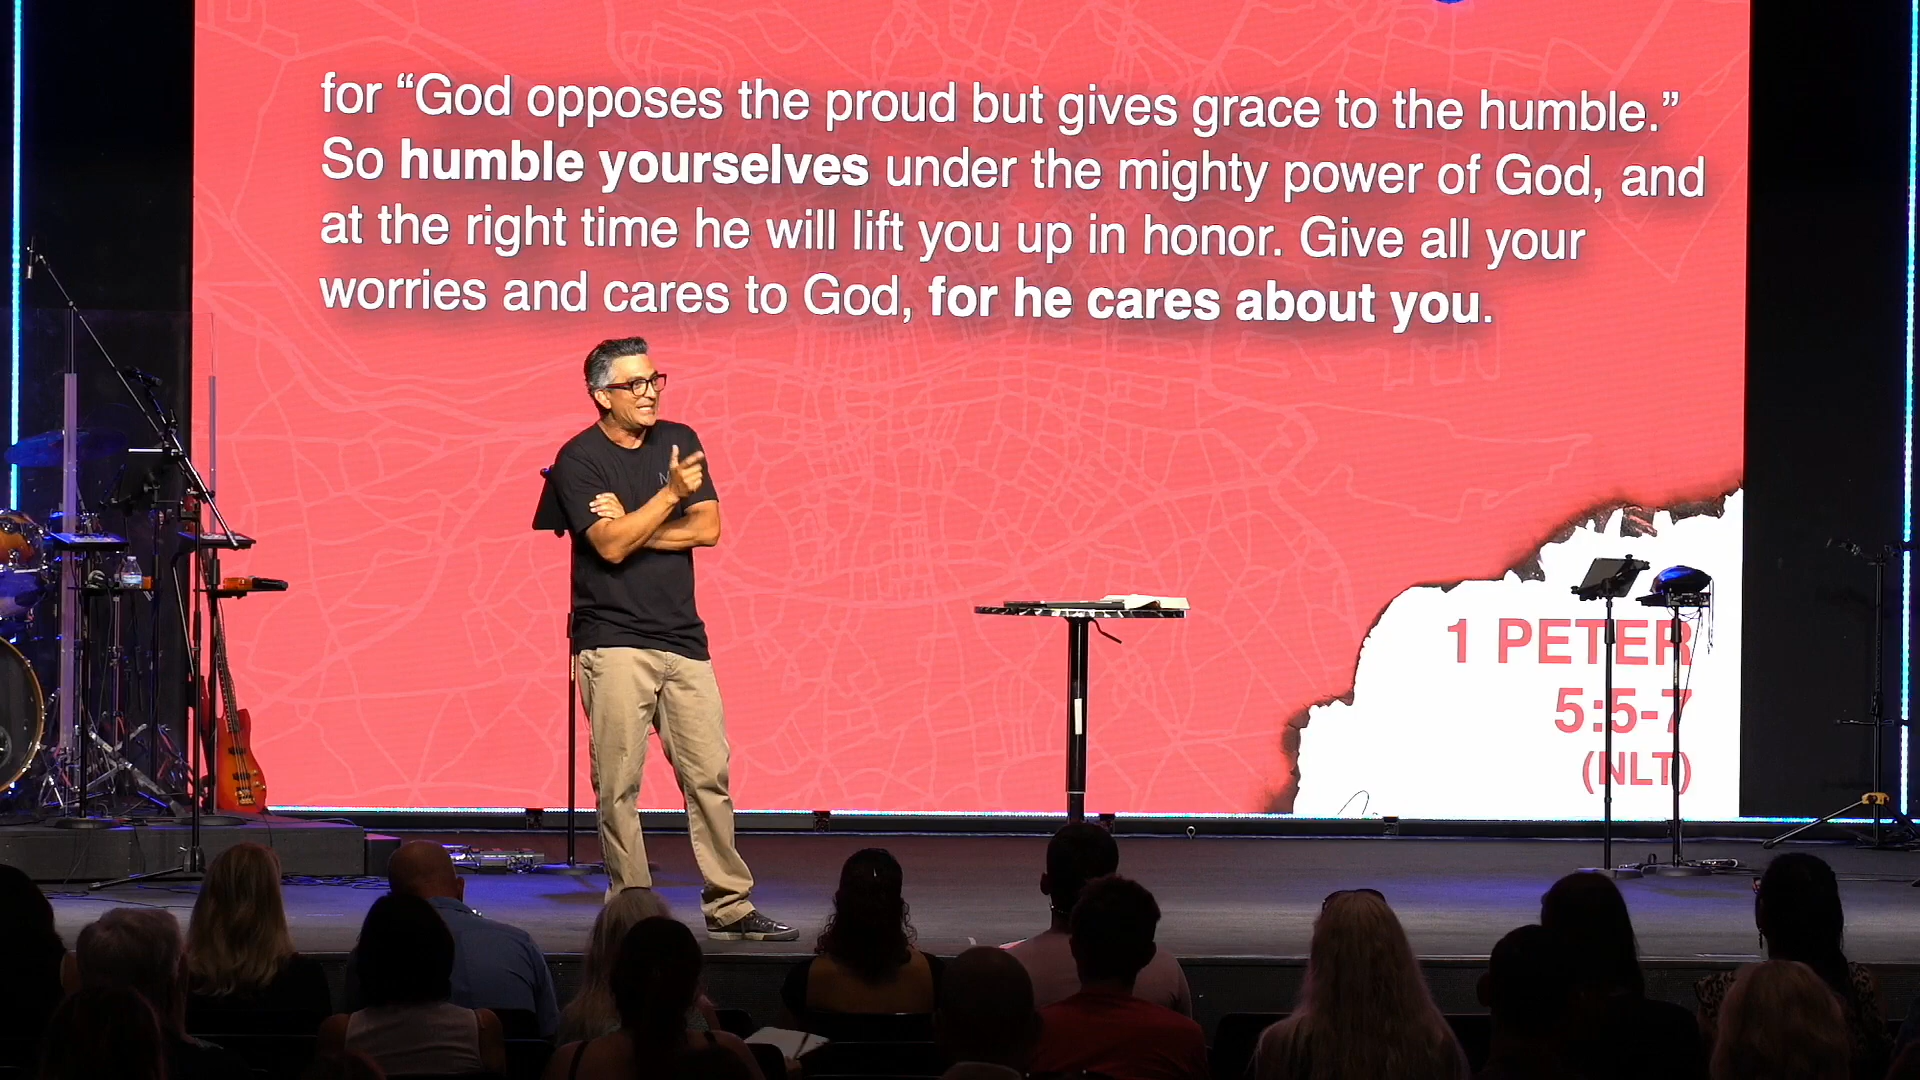 for “God opposes the proud but gives grace to the humble.”
So humble yourselves under the mighty power of God, and
at the right time he will lift you up in honor. Give all your
worries and cares to God, for he cares about you.
1 PETER
5:5-7
(NLT)